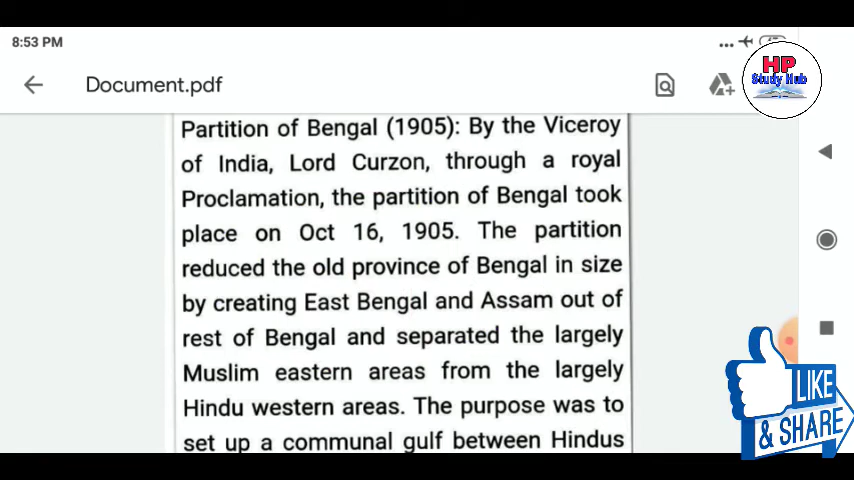 8:53 PM
HP
Study Hub
Document.pdf
Partition of Bengal (1905): By the Viceroy
of India, Lord Curzon, through a royal
Proclamation, the partition of Bengal took
place on Oct 16, 1905. The partition
reduced the old province of Bengal in size
by creating East Bengal and Assam out of
rest of Bengal and separated the largely
Muslim eastern areas from the largely
Hindu western areas. The purpose was to
set up a communal gulf between Hindus
LIKE
& SHARE